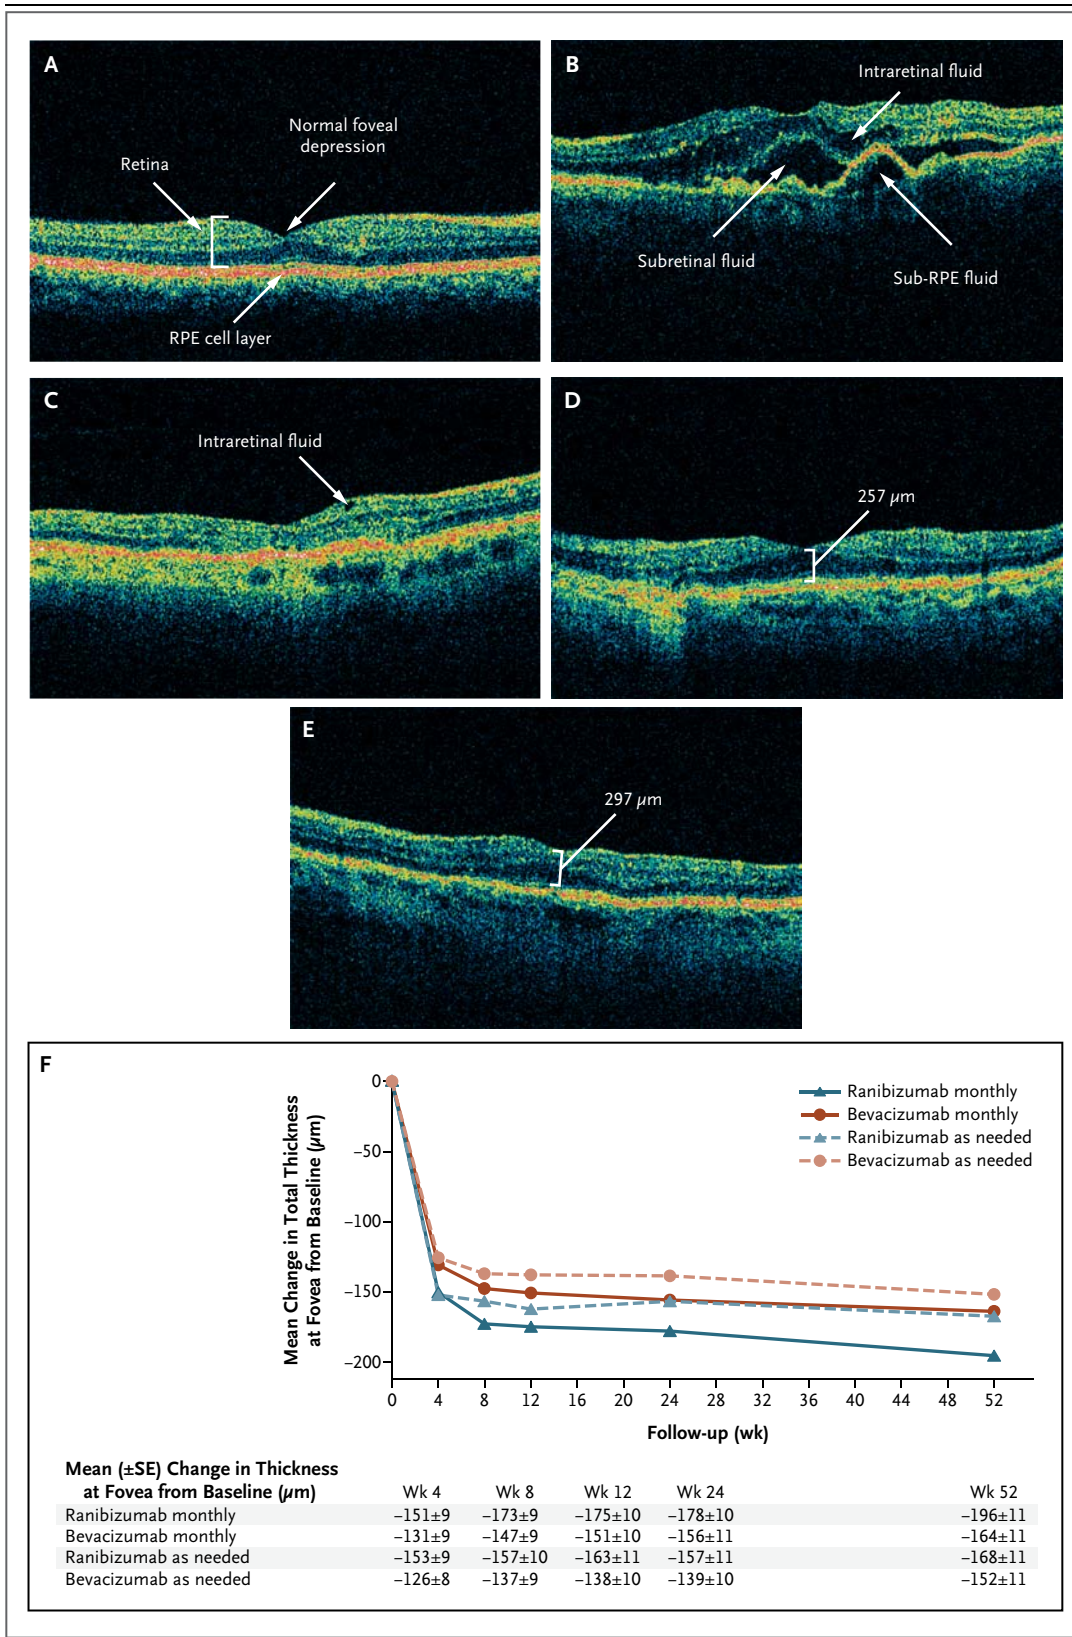 A
Normal foveal
depression
Retina
RPE cell layer
B
Intraretinal fluid
Subretinal fluid
Sub-RPE fluid
C
Intraretinal fluid
D
257 µm
E
297 µm
F
Mean Change in Total Thickness
at Fovea from Baseline (µm)
0
−50
−100
−150
−200
Ranibizumab monthly
Bevacizumab monthly
Ranibizumab as needed
Bevacizumab as needed
0 4 8 12 16 20 24 28 32 36 40 44 48 52
Follow-up (wk)
Mean (±SE) Change in Thickness
at Fovea from Baseline (µm) Wk 4 Wk 8 Wk 12 Wk 24 Wk 52
Ranibizumab monthly −151±9 −173±9 −175±10 −178±10 −196±11
Bevacizumab monthly −131±9 −147±9 −151±10 −156±11 −164±11
Ranibizumab as needed −153±9 −157±10 −163±11 −157±11 −168±11
Bevacizumab as needed −126±8 −137±9 −138±10 −139±10 −152±11